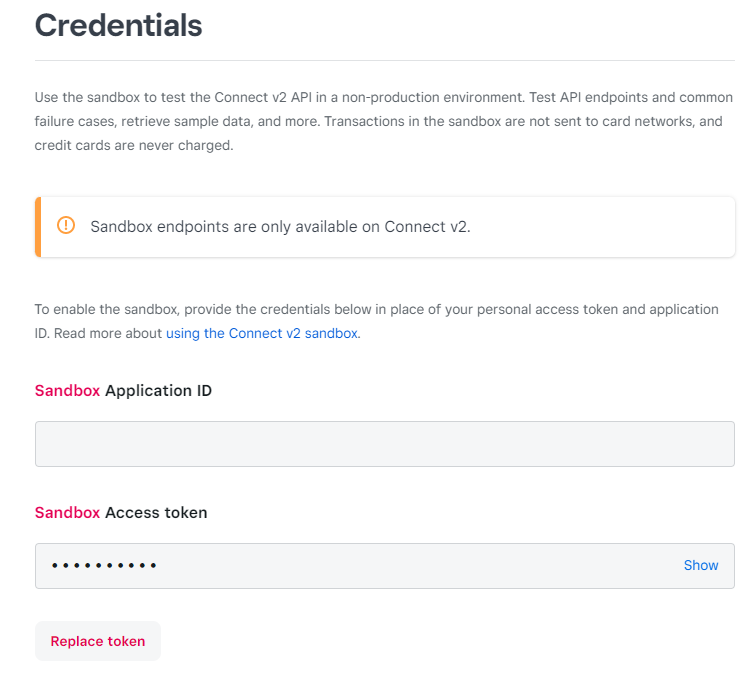 Credentials
Use the sandbox to test the Connect v2 API in a non-production environment. Test API endpoints and common
failure cases, retrieve sample data, and more. Transactions in the sandbox are not sent to card networks, and
credit cards are never charged.
Sandbox endpoints are only available on Connect v2.
To enable the sandbox, provide the credentials below in place of your personal access token and application
ID. Read more about using the Connect v2 sandbox.
Sandbox Application ID
Sandbox Access token
•••••••••• Show
Replace token